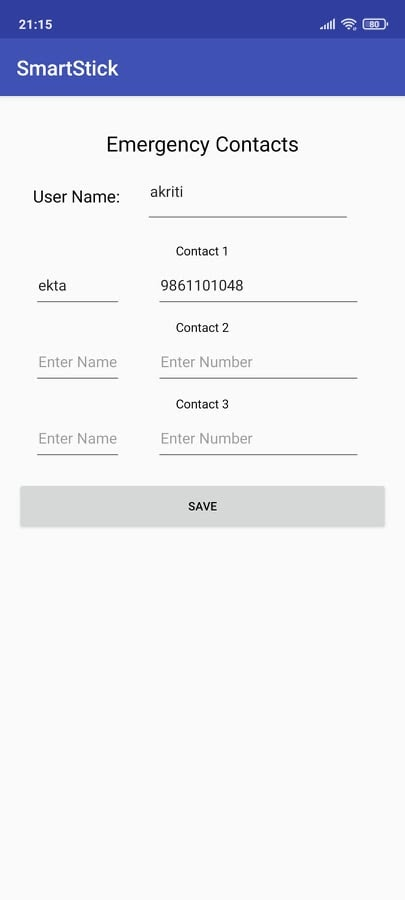 21:15 80
SmartStick
Emergency Contacts
User Name: akriti
Contact 1
ekta 9861101048
Contact 2
Enter Name Enter Number
Contact 3
Enter Name Enter Number
SAVE